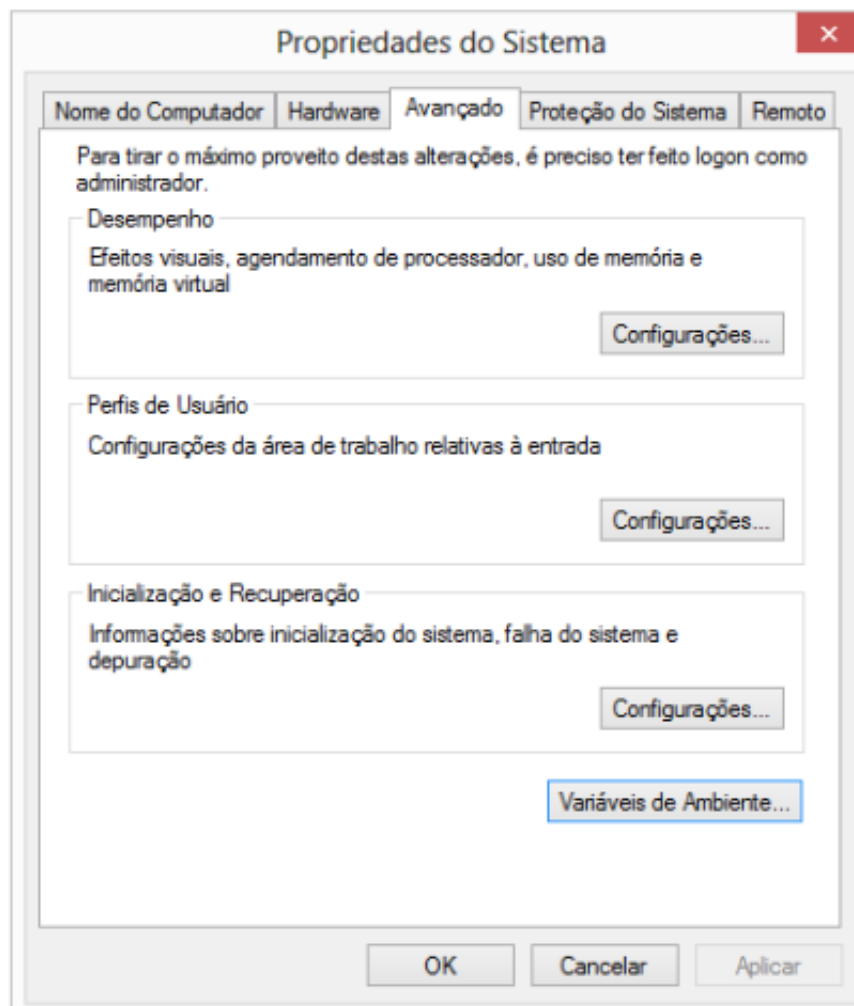 Propriedades do Sistema
Nome do Computador
Hardware
Avançado
Proteção do Sistema
Remoto
Para tirar o máximo proveito destas alterações, é preciso ter feito logon como
administrador.
Desempenho
Efeitos visuais, agendamento de processador, uso de memória e
memória virtual
Configurações...
Perfis de Usuário
Configurações da área de trabalho relativas à entrada
Configurações...
Inicialização e Recuperação
Informações sobre inicialização do sistema, falha do sistema e
depuração
Configurações...
Variáveis de Ambiente...
OK
Cancelar
Aplicar